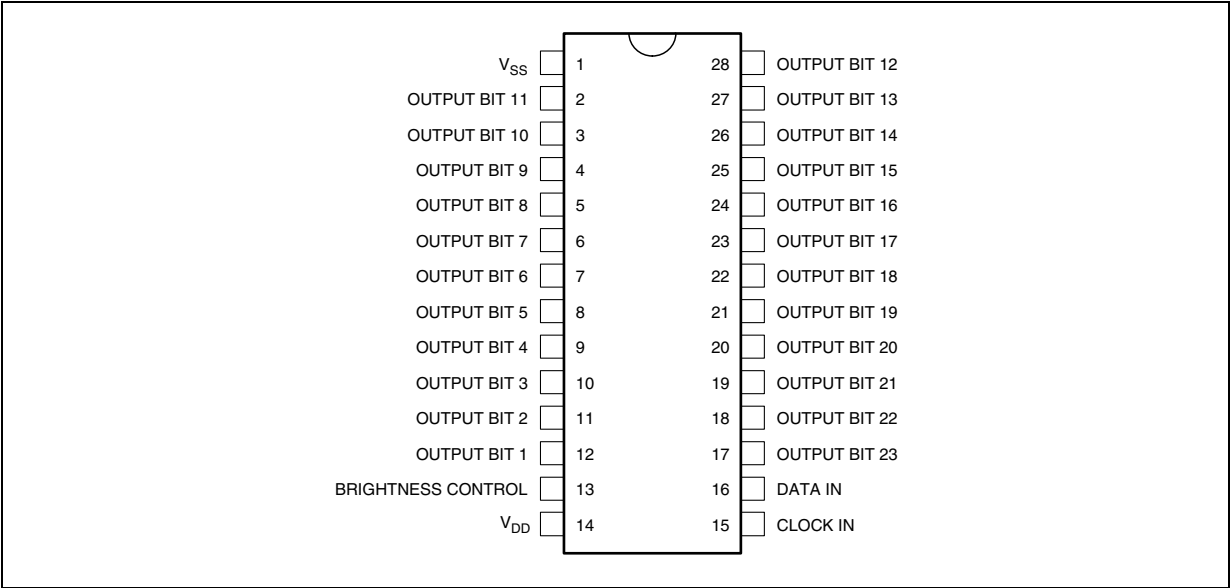 V_SS 1 28 OUTPUT BIT 12
OUTPUT BIT 11 2 27 OUTPUT BIT 13
OUTPUT BIT 10 3 26 OUTPUT BIT 14
OUTPUT BIT 9 4 25 OUTPUT BIT 15
OUTPUT BIT 8 5 24 OUTPUT BIT 16
OUTPUT BIT 7 6 23 OUTPUT BIT 17
OUTPUT BIT 6 7 22 OUTPUT BIT 18
OUTPUT BIT 5 8 21 OUTPUT BIT 19
OUTPUT BIT 4 9 20 OUTPUT BIT 20
OUTPUT BIT 3 10 19 OUTPUT BIT 21
OUTPUT BIT 2 11 18 OUTPUT BIT 22
OUTPUT BIT 1 12 17 OUTPUT BIT 23
BRIGHTNESS CONTROL 13 16 DATA IN
V_DD 14 15 CLOCK IN